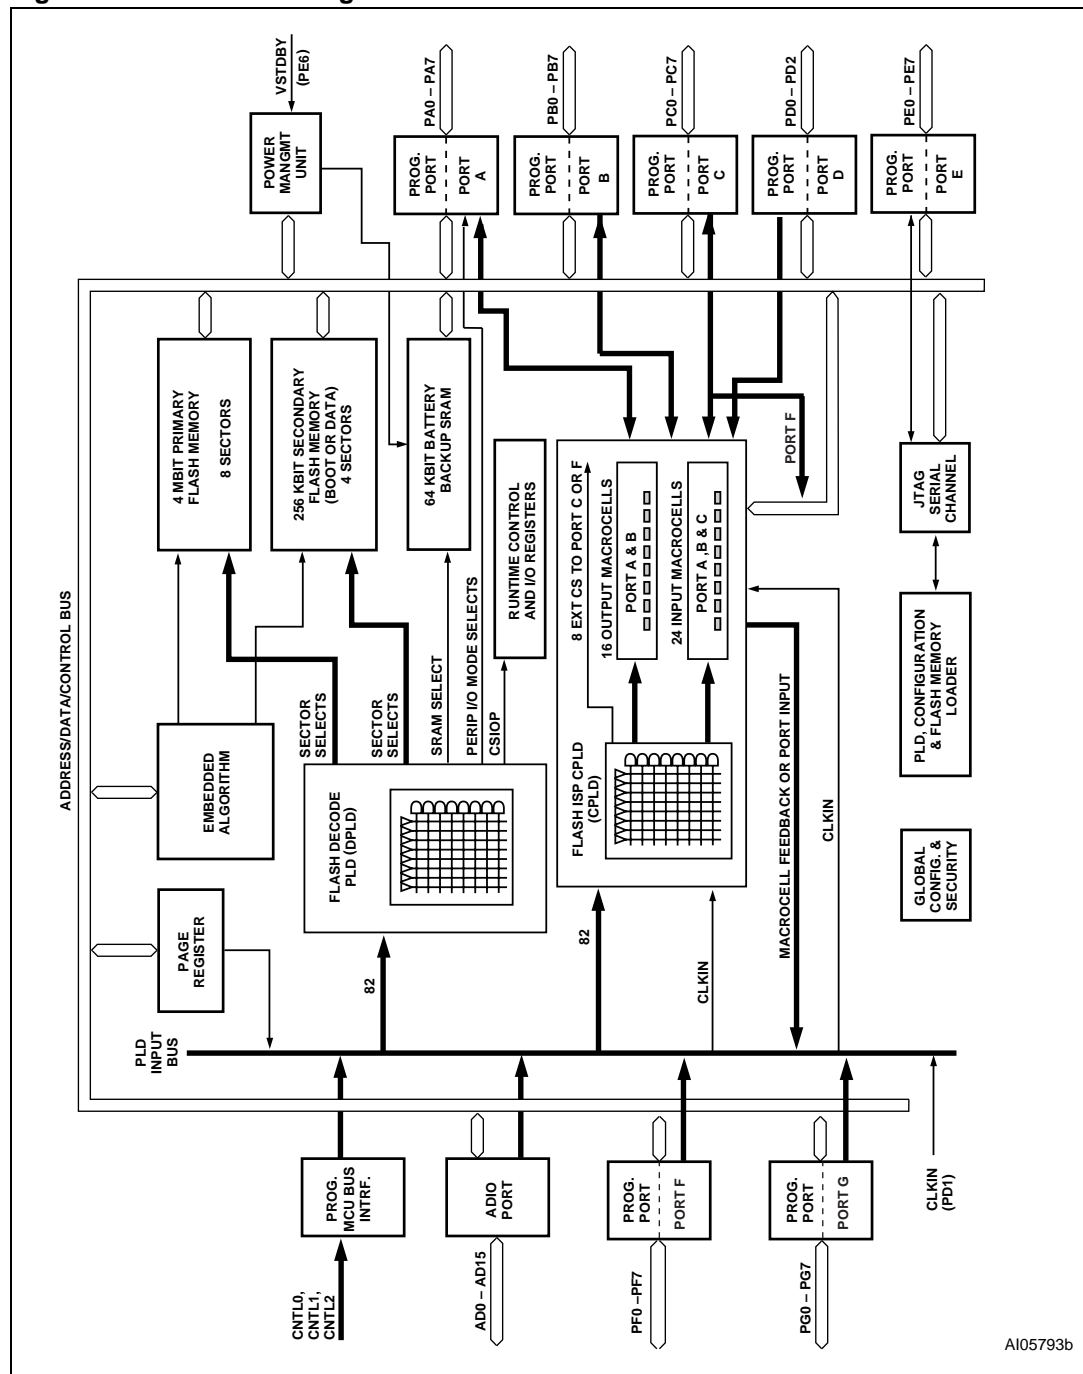 VSTDBY
(PE6)
PA0 – PA7
PB0 – PB7
PC0 – PC7
PD0 – PD2
PE0 – PE7
POWER
MANGMT
UNIT
PROG.
PORT
PORT
A
PROG.
PORT
PORT
B
PROG.
PORT
PORT
C
PROG.
PORT
PORT
D
PROG.
PORT
PORT
E
ADDRESS/DATA/CONTROL BUS
4 MBIT PRIMARY
FLASH MEMORY
8 SECTORS
256 KBIT SECONDARY
FLASH MEMORY
(BOOT OR DATA)
4 SECTORS
64 KBIT BATTERY
BACKUP SRAM
RUNTIME CONTROL
AND I/O REGISTERS
8 EXT CS TO PORT C OR F
16 OUTPUT MACROCELLS
PORT A & B
24 INPUT MACROCELLS
PORT A ,B & C
PORT F
JTAG
SERIAL
CHANNEL
PLD, CONFIGURATION
& FLASH MEMORY
LOADER
GLOBAL
CONFIG. &
SECURITY
EMBEDDED
ALGORITHM
SECTOR
SELECTS
SECTOR
SELECTS
SRAM SELECT
PERIP I/O MODE SELECTS
CSIOP
FLASH DECODE
PLD (DPLD)
FLASH ISP CPLD
(CPLD)
MACROCELL FEEDBACK OR PORT INPUT
CLKIN
PAGE
REGISTER
82
82
CLKIN
PLD
INPUT
BUS
PROG.
MCU BUS
INTRF.
ADIO
PORT
PROG.
PORT
PORT F
PROG.
PORT
PORT G
CLKIN
(PD1)
CNTL0,
CNTL1,
CNTL2
AD0 – AD15
PF0 –PF7
PG0 – PG7
AI05793b